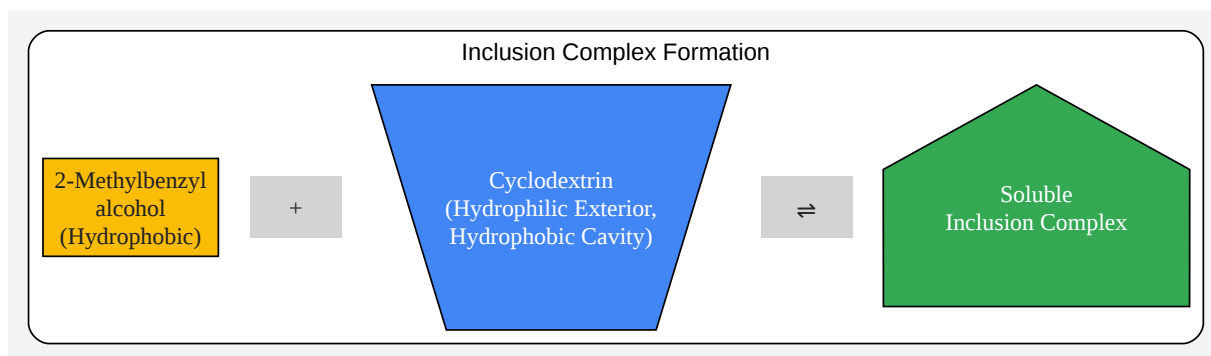 Inclusion Complex Formation
2-Methylbenzyl
alcohol
(Hydrophobic)
+
Cyclodextrin
(Hydrophilic Exterior,
Hydrophobic Cavity)
⇌
Soluble
Inclusion Complex